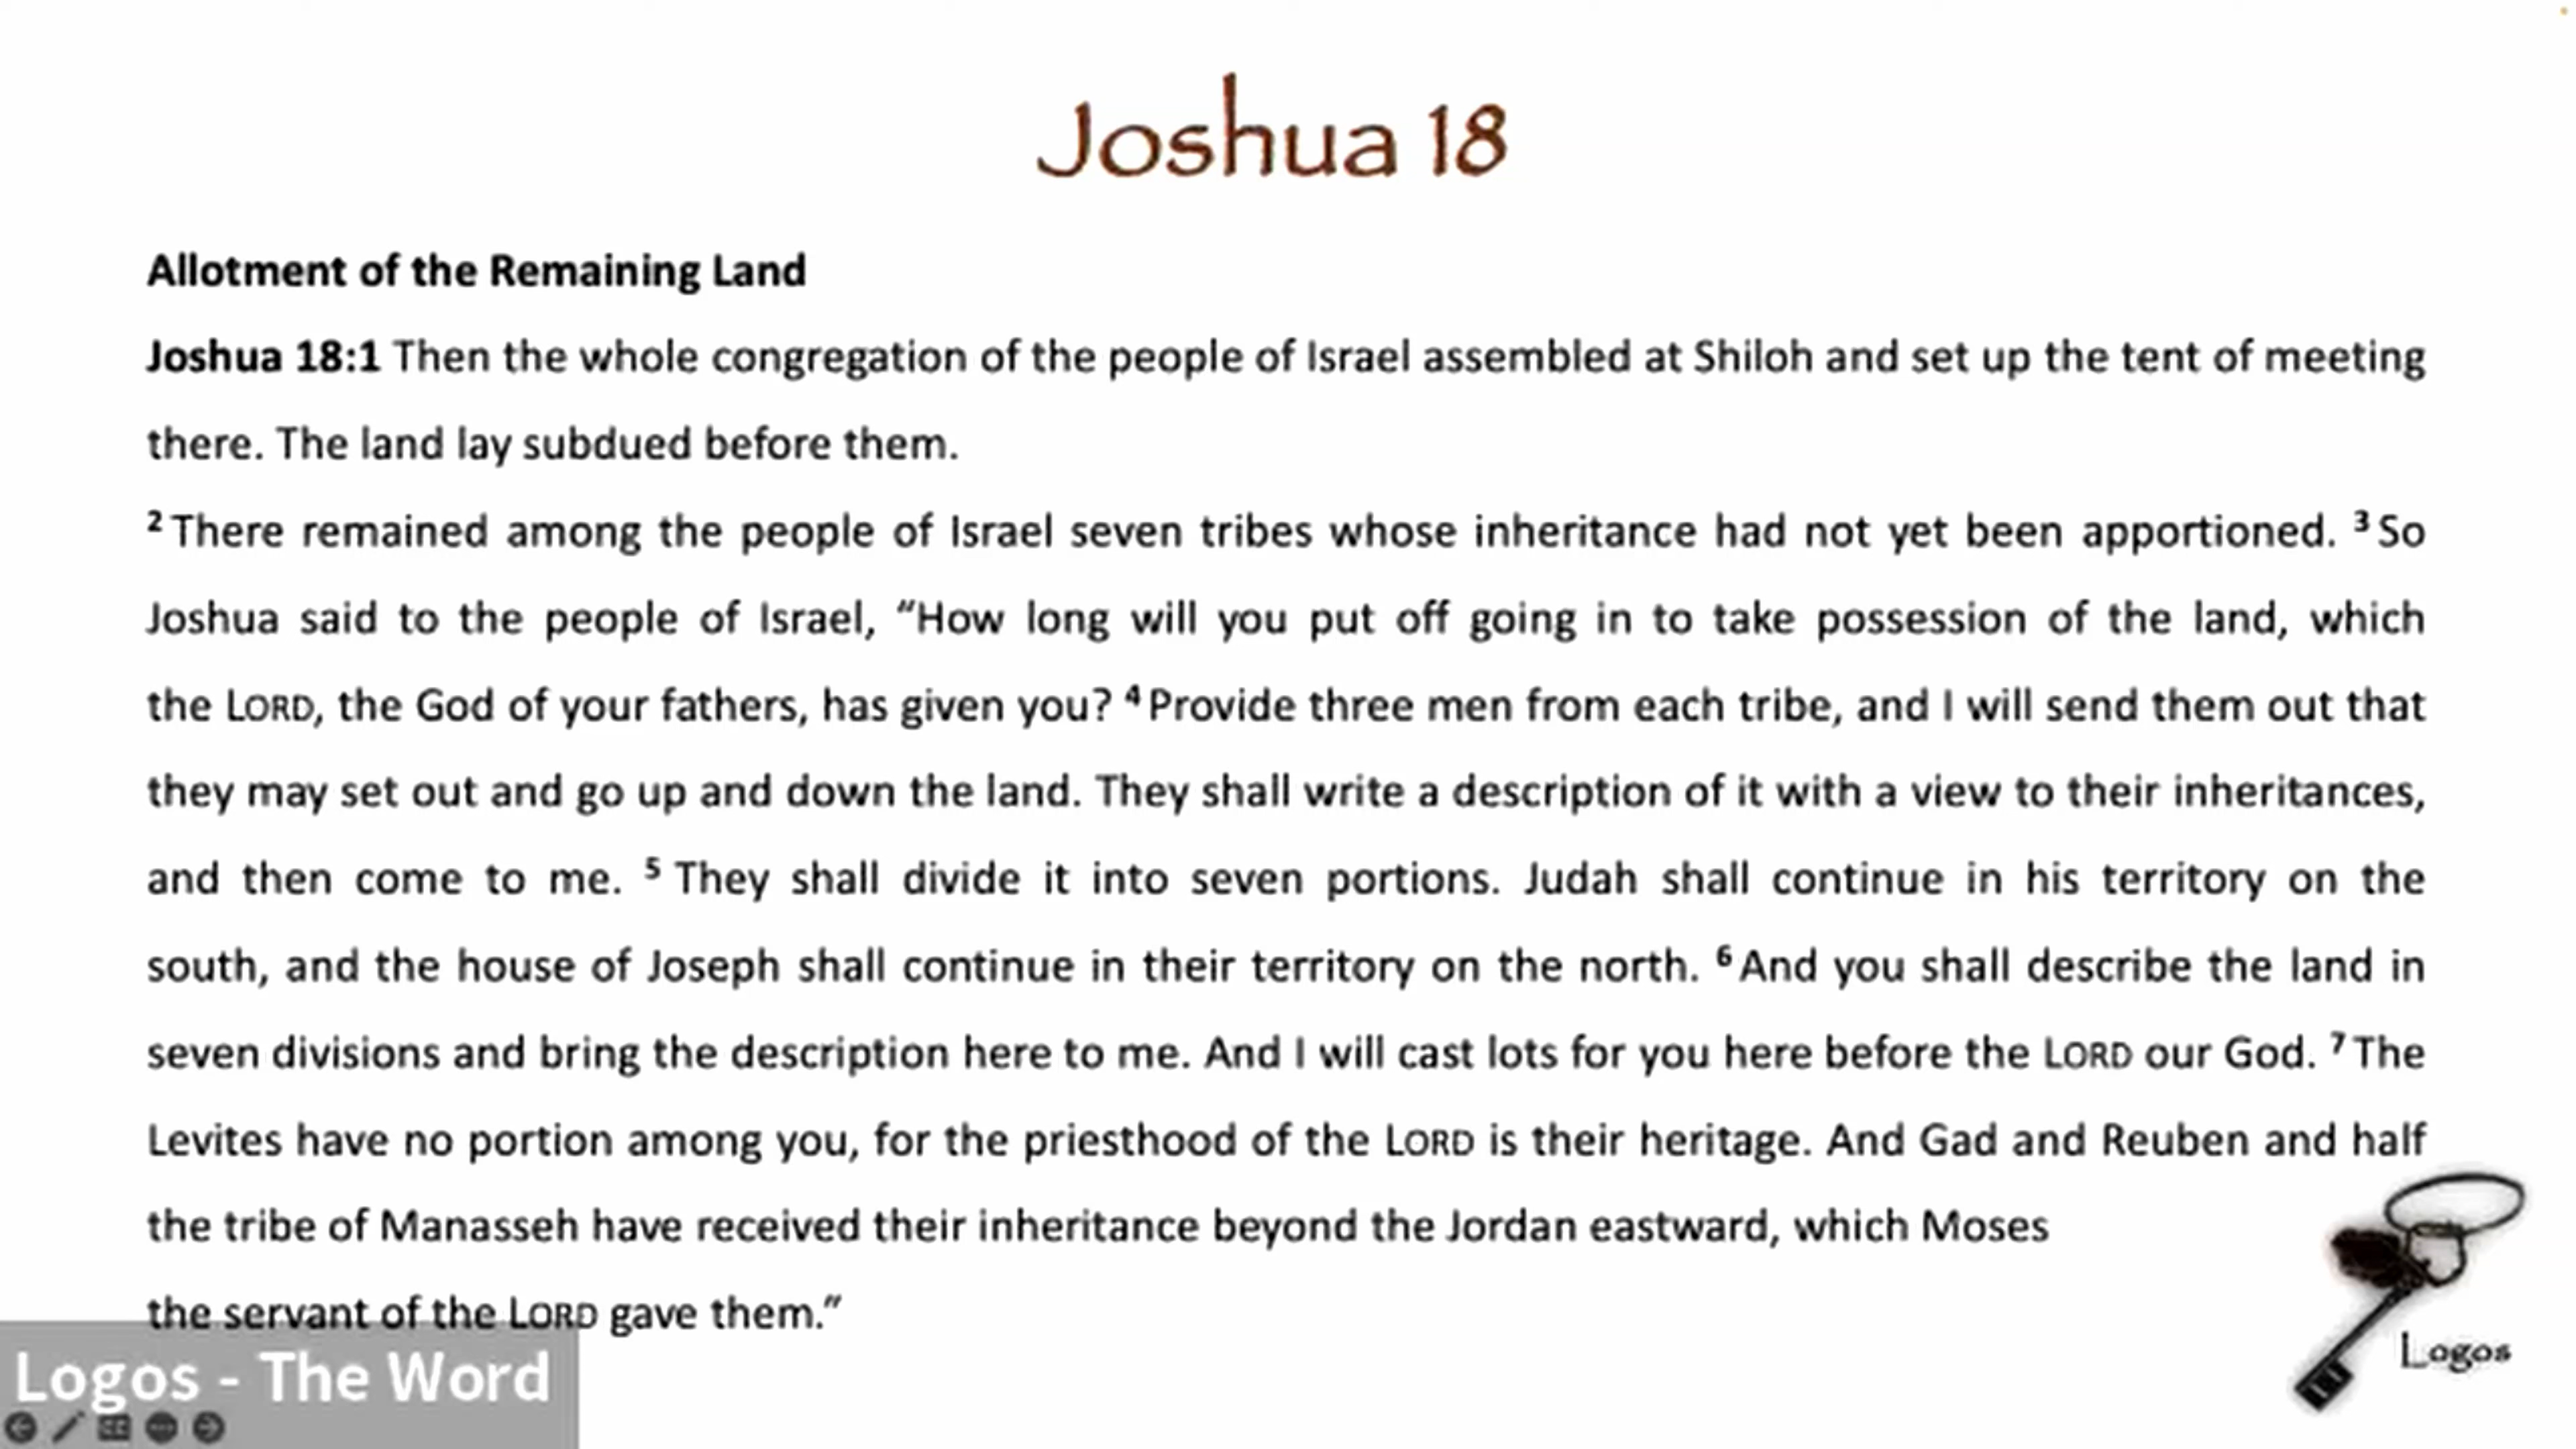 Joshua 18
Allotment of the Remaining Land
Joshua 18:1 Then the whole congregation of the people of Israel assembled at Shiloh and set up the tent of meeting
there. The land lay subdued before them.
2 There remained among the people of Israel seven tribes whose inheritance had not yet been apportioned. 3 So
Joshua said to the people of Israel, “How long will you put off going in to take possession of the land, which
the LORD, the God of your fathers, has given you? 4 Provide three men from each tribe, and I will send them out that
they may set out and go up and down the land. They shall write a description of it with a view to their inheritances,
and then come to me. 5 They shall divide it into seven portions. Judah shall continue in his territory on the
south, and the house of Joseph shall continue in their territory on the north. 6 And you shall describe the land in
seven divisions and bring the description here to me. And I will cast lots for you here before the LORD our God. 7 The
Levites have no portion among you, for the priesthood of the LORD is their heritage. And Gad and Reuben and half
the tribe of Manasseh have received their inheritance beyond the Jordan eastward, which Moses
the servant of the LORD gave them.”
Logos - The Word
Logos